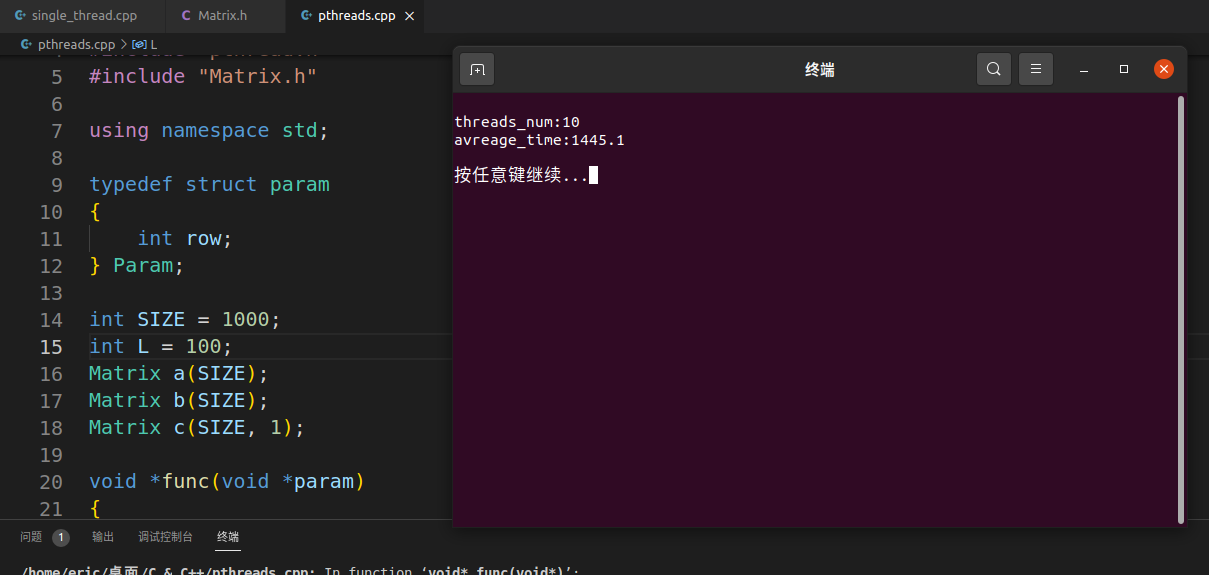 single_thread.cpp
Matrix.h
pthreads.cpp
pthreads.cpp > L
5 #include "Matrix.h"
6
7 using namespace std;
8
9 typedef struct param
10 {
11 int row;
12 } Param;
13
14 int SIZE = 1000;
15 int L = 100;
16 Matrix a(SIZE);
17 Matrix b(SIZE);
18 Matrix c(SIZE, 1);
19
20 void *func(void *param)
21 {
终端
threads_num:10
avreage_time:1445.1
按任意键继续...
问题 1 输出 调试控制台 终端
/home/eric/桌面/C & C++/pthreads.cpp: In function ‘void* func(void*)’: